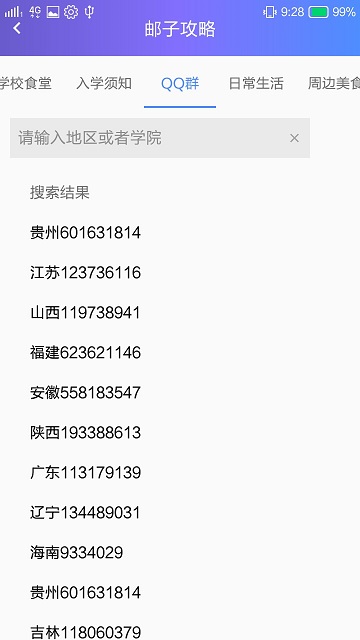 4G 9:28 99%
邮子攻略
学校食堂 入学须知 QQ群 日常生活 周边美食
请输入地区或者学院 ×
搜索结果
贵州601631814
江苏123736116
山西119738941
福建623621146
安徽558183547
陕西193388613
广东113179139
辽宁134489031
海南9334029
贵州601631814
吉林118060379